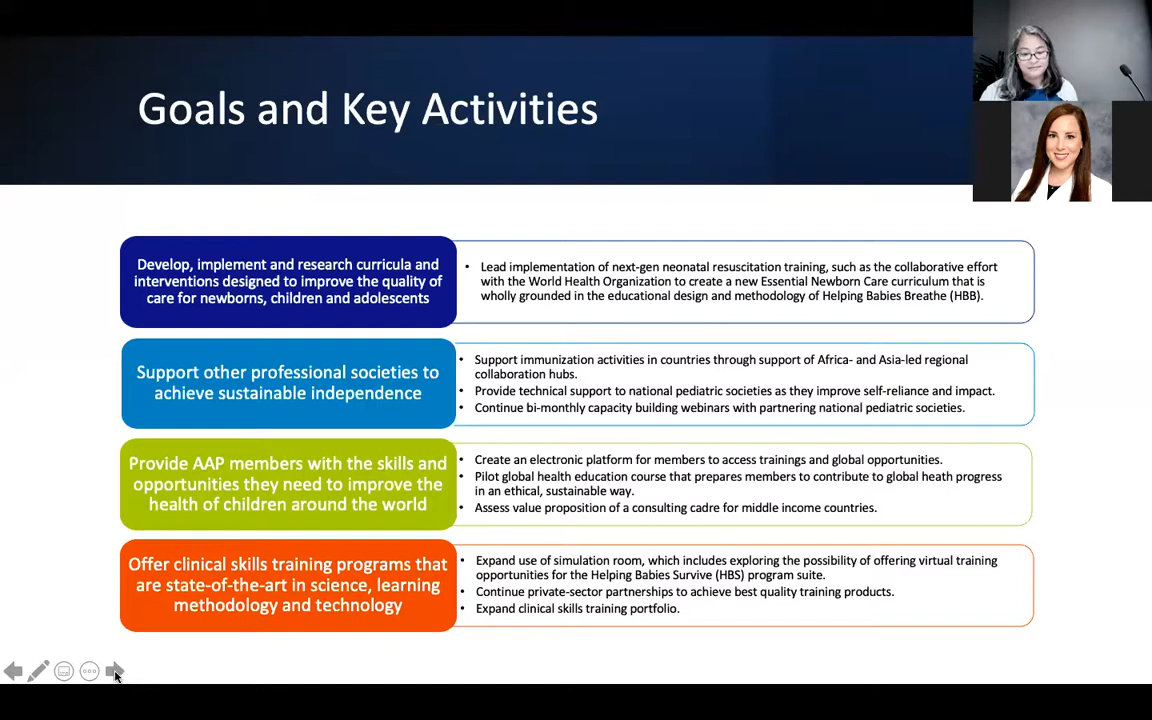 Goals and Key Activities
Develop, implement and research curricula and
interventions designed to improve the quality of
care for newborns, children and adolescents
• Lead implementation of next-gen neonatal resuscitation training, such as the collaborative effort
with the World Health Organization to create a new Essential Newborn Care curriculum that is
wholly grounded in the educational design and methodology of Helping Babies Breathe (HBB).
Support other professional societies to
achieve sustainable independence
• Support immunization activities in countries through support of Africa- and Asia-led regional
collaboration hubs.
• Provide technical support to national pediatric societies as they improve self-reliance and impact.
• Continue bi-monthly capacity building webinars with partnering national pediatric societies.
Provide AAP members with the skills and
opportunities they need to improve the
health of children around the world
• Create an electronic platform for members to access trainings and global opportunities.
• Pilot global health education course that prepares members to contribute to global heath progress
in an ethical, sustainable way.
• Assess value proposition of a consulting cadre for middle income countries.
Offer clinical skills training programs that
are state-of-the-art in science, learning
methodology and technology
• Expand use of simulation room, which includes exploring the possibility of offering virtual training
opportunities for the Helping Babies Survive (HBS) program suite.
• Continue private-sector partnerships to achieve best quality training products.
• Expand clinical skills training portfolio.